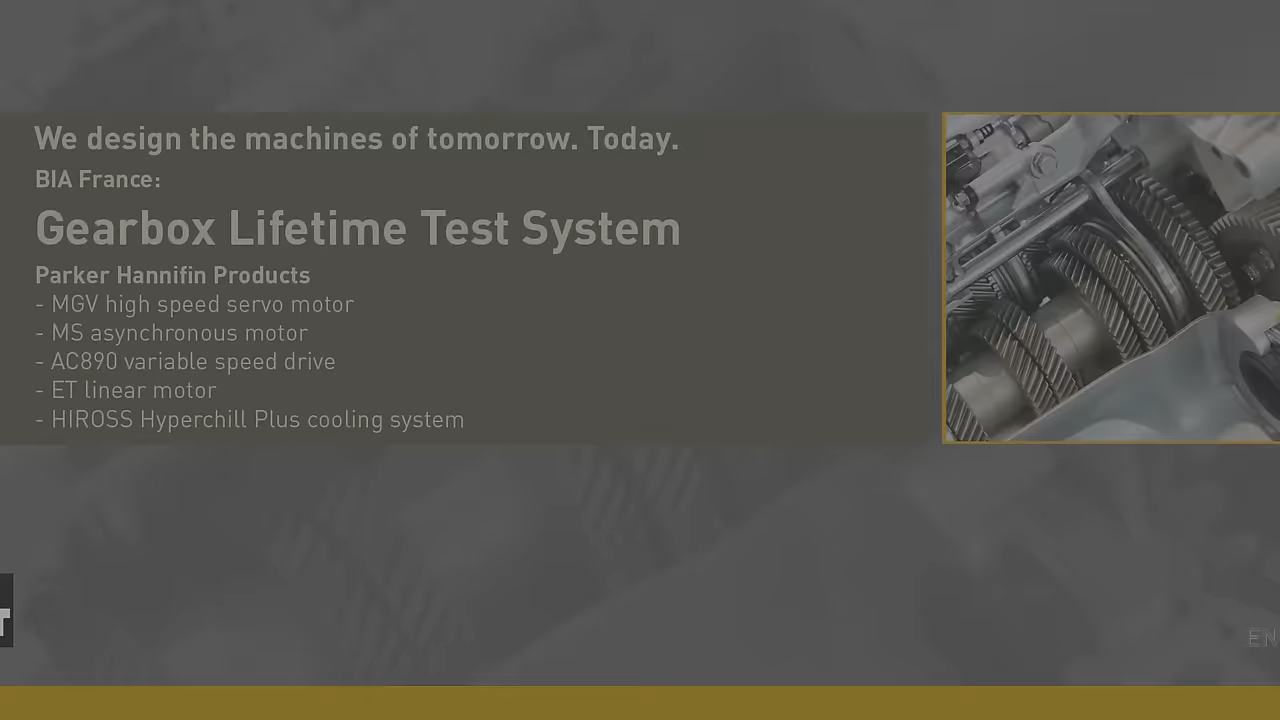 We design the machines of tomorrow. Today.
BIA France:
Gearbox Lifetime Test System
Parker Hannifin Products
- MGV high speed servo motor
- MS asynchronous motor
- AC890 variable speed drive
- ET linear motor
- HIROSS Hyperchill Plus cooling system
T
EN